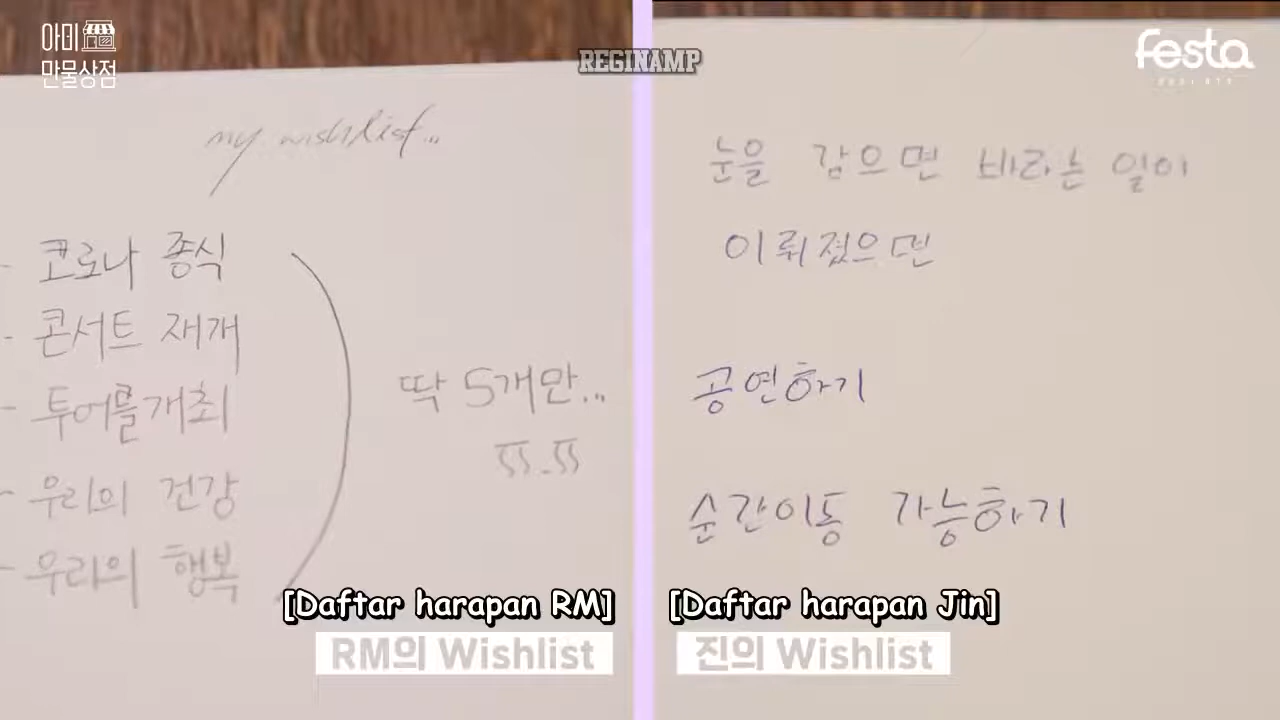 아미
만물상점
REGINAMP
festa
my wishlist...
- 코로나 종식
- 콘서트 재개
- 투어를 개최
- 우리의 건강
- 우리의 행복
딱 5개만...
ㅠㅠ.ㅠㅠ
눈을 감으면 바라는 일이
이뤄졌으면
공연하기
순간이동 가능하기
[Daftar harapan RM]
[Daftar harapan Jin]
RM의 Wishlist
진의 Wishlist